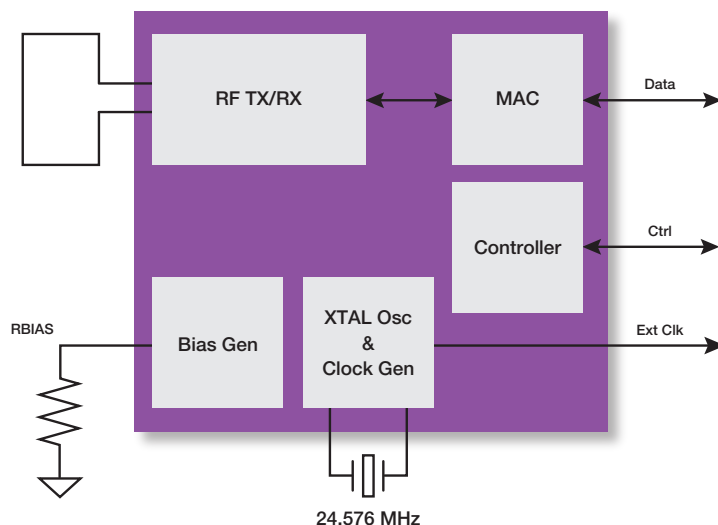 RF TX/RX
MAC
Data
Controller
Ctrl
RBIAS
Bias Gen
XTAL Osc
&
Clock Gen
Ext Clk
24.576 MHz